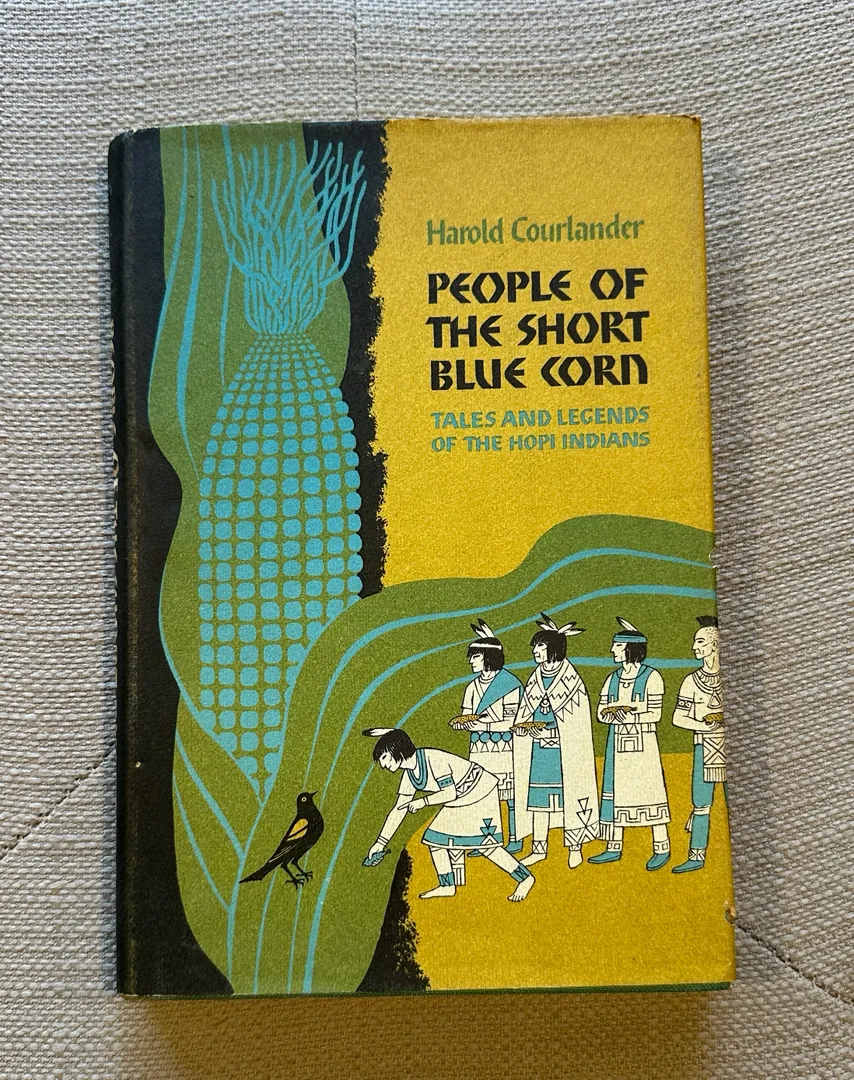 Harold Courlander
PEOPLE OF
THE SHORT
BLUE CORN
TALES AND LEGENDS
OF THE HOPI INDIANS